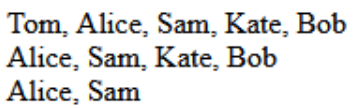 Tom, Alice, Sam, Kate, Bob
Alice, Sam, Kate, Bob
Alice, Sam